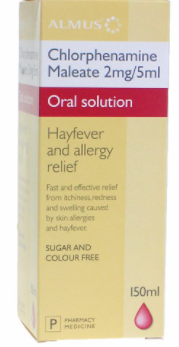 ALMUS
Chlorphenamine
Maleate 2mg/5ml
Oral solution
Hayfever
and allergy
relief
Fast and effective relief
from itchiness, redness
and swelling caused
by skin allergies
and hayfever.
SUGAR AND
COLOUR FREE
150ml
P PHARMACY
MEDICINE